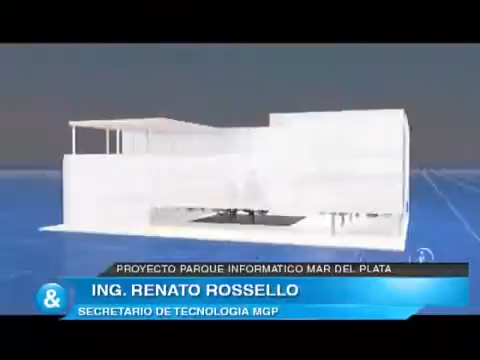 PROYECTO PARQUE INFORMATICO MAR DEL PLATA
& ING. RENATO ROSSELLO
SECRETARIO DE TECNOLOGIA MGP